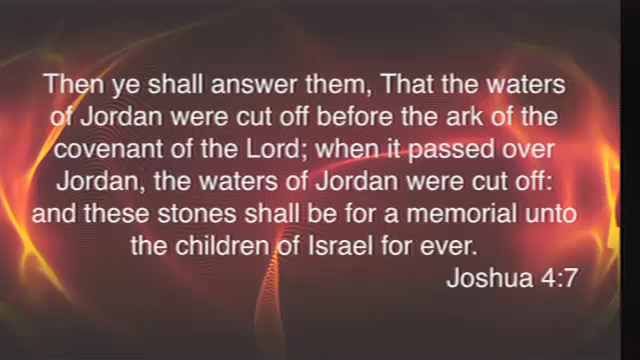 Then ye shall answer them, That the waters
of Jordan were cut off before the ark of the
covenant of the Lord; when it passed over
Jordan, the waters of Jordan were cut off:
and these stones shall be for a memorial unto
the children of Israel for ever.
Joshua 4:7